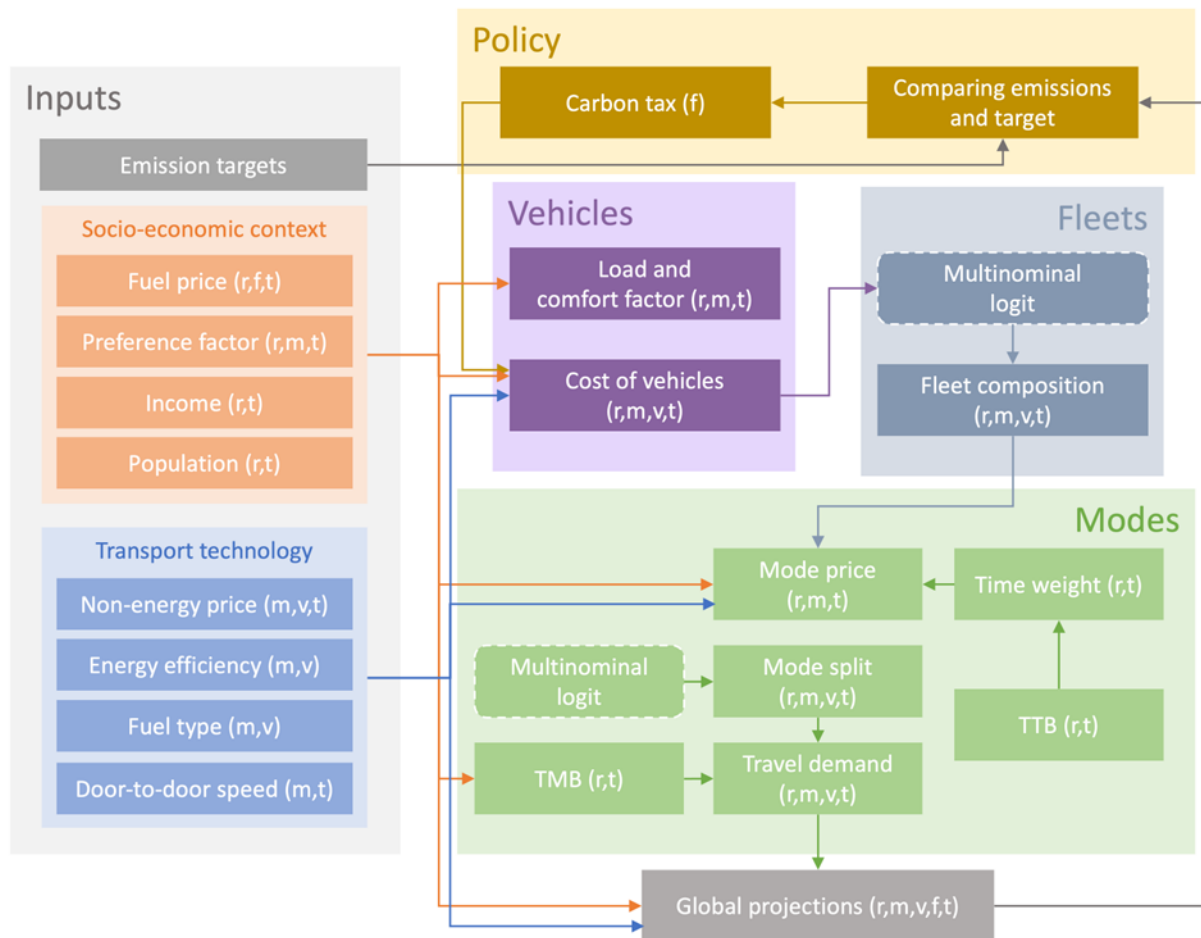 Policy
Inputs
Carbon tax (f)
Comparing emissions
and target
Emission targets
Socio-economic context
Fuel price (r,f,t)
Preference factor (r,m,t)
Income (r,t)
Population (r,t)
Vehicles
Load and
comfort factor (r,m,t)
Cost of vehicles
(r,m,v,t)
Fleets
Multinominal
logit
Fleet composition
(r,m,v,t)
Transport technology
Non-energy price (m,v,t)
Energy efficiency (m,v)
Fuel type (m,v)
Door-to-door speed (m,t)
Modes
Mode price
(r,m,t)
Time weight (r,t)
Multinominal
logit
Mode split
(r,m,v,t)
TTB (r,t)
TMB (r,t)
Travel demand
(r,m,v,t)
Global projections (r,m,v,f,t)